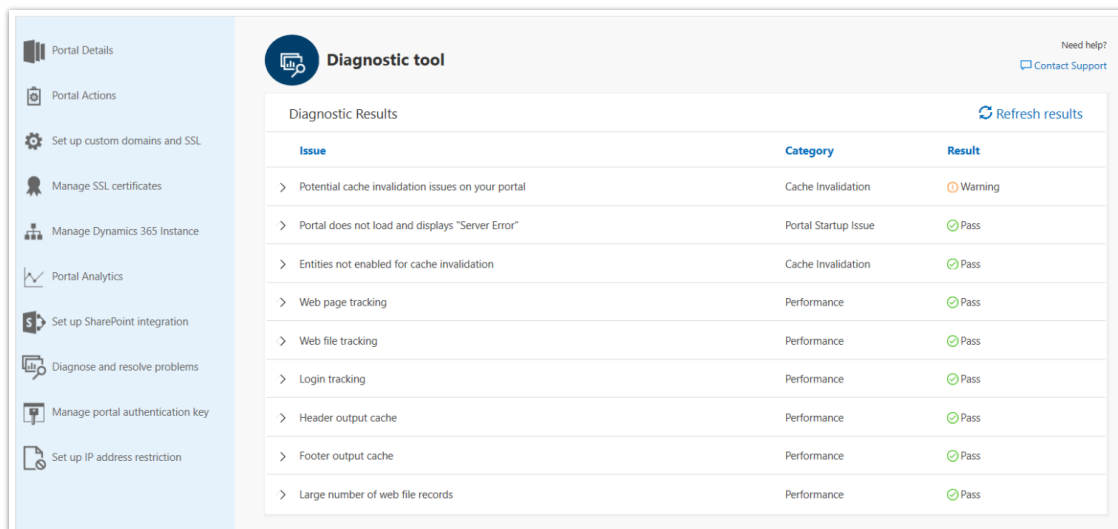 Portal Details
Portal Actions
Set up custom domains and SSL
Manage SSL certificates
Manage Dynamics 365 Instance
Portal Analytics
Set up SharePoint integration
Diagnose and resolve problems
Manage portal authentication key
Set up IP address restriction
Diagnostic tool
Need help?
Contact Support
Diagnostic Results
Refresh results
Issue Category Result
Potential cache invalidation issues on your portal Cache Invalidation Warning
Portal does not load and displays "Server Error" Portal Startup Issue Pass
Entities not enabled for cache invalidation Cache Invalidation Pass
Web page tracking Performance Pass
Web file tracking Performance Pass
Login tracking Performance Pass
Header output cache Performance Pass
Footer output cache Performance Pass
Large number of web file records Performance Pass